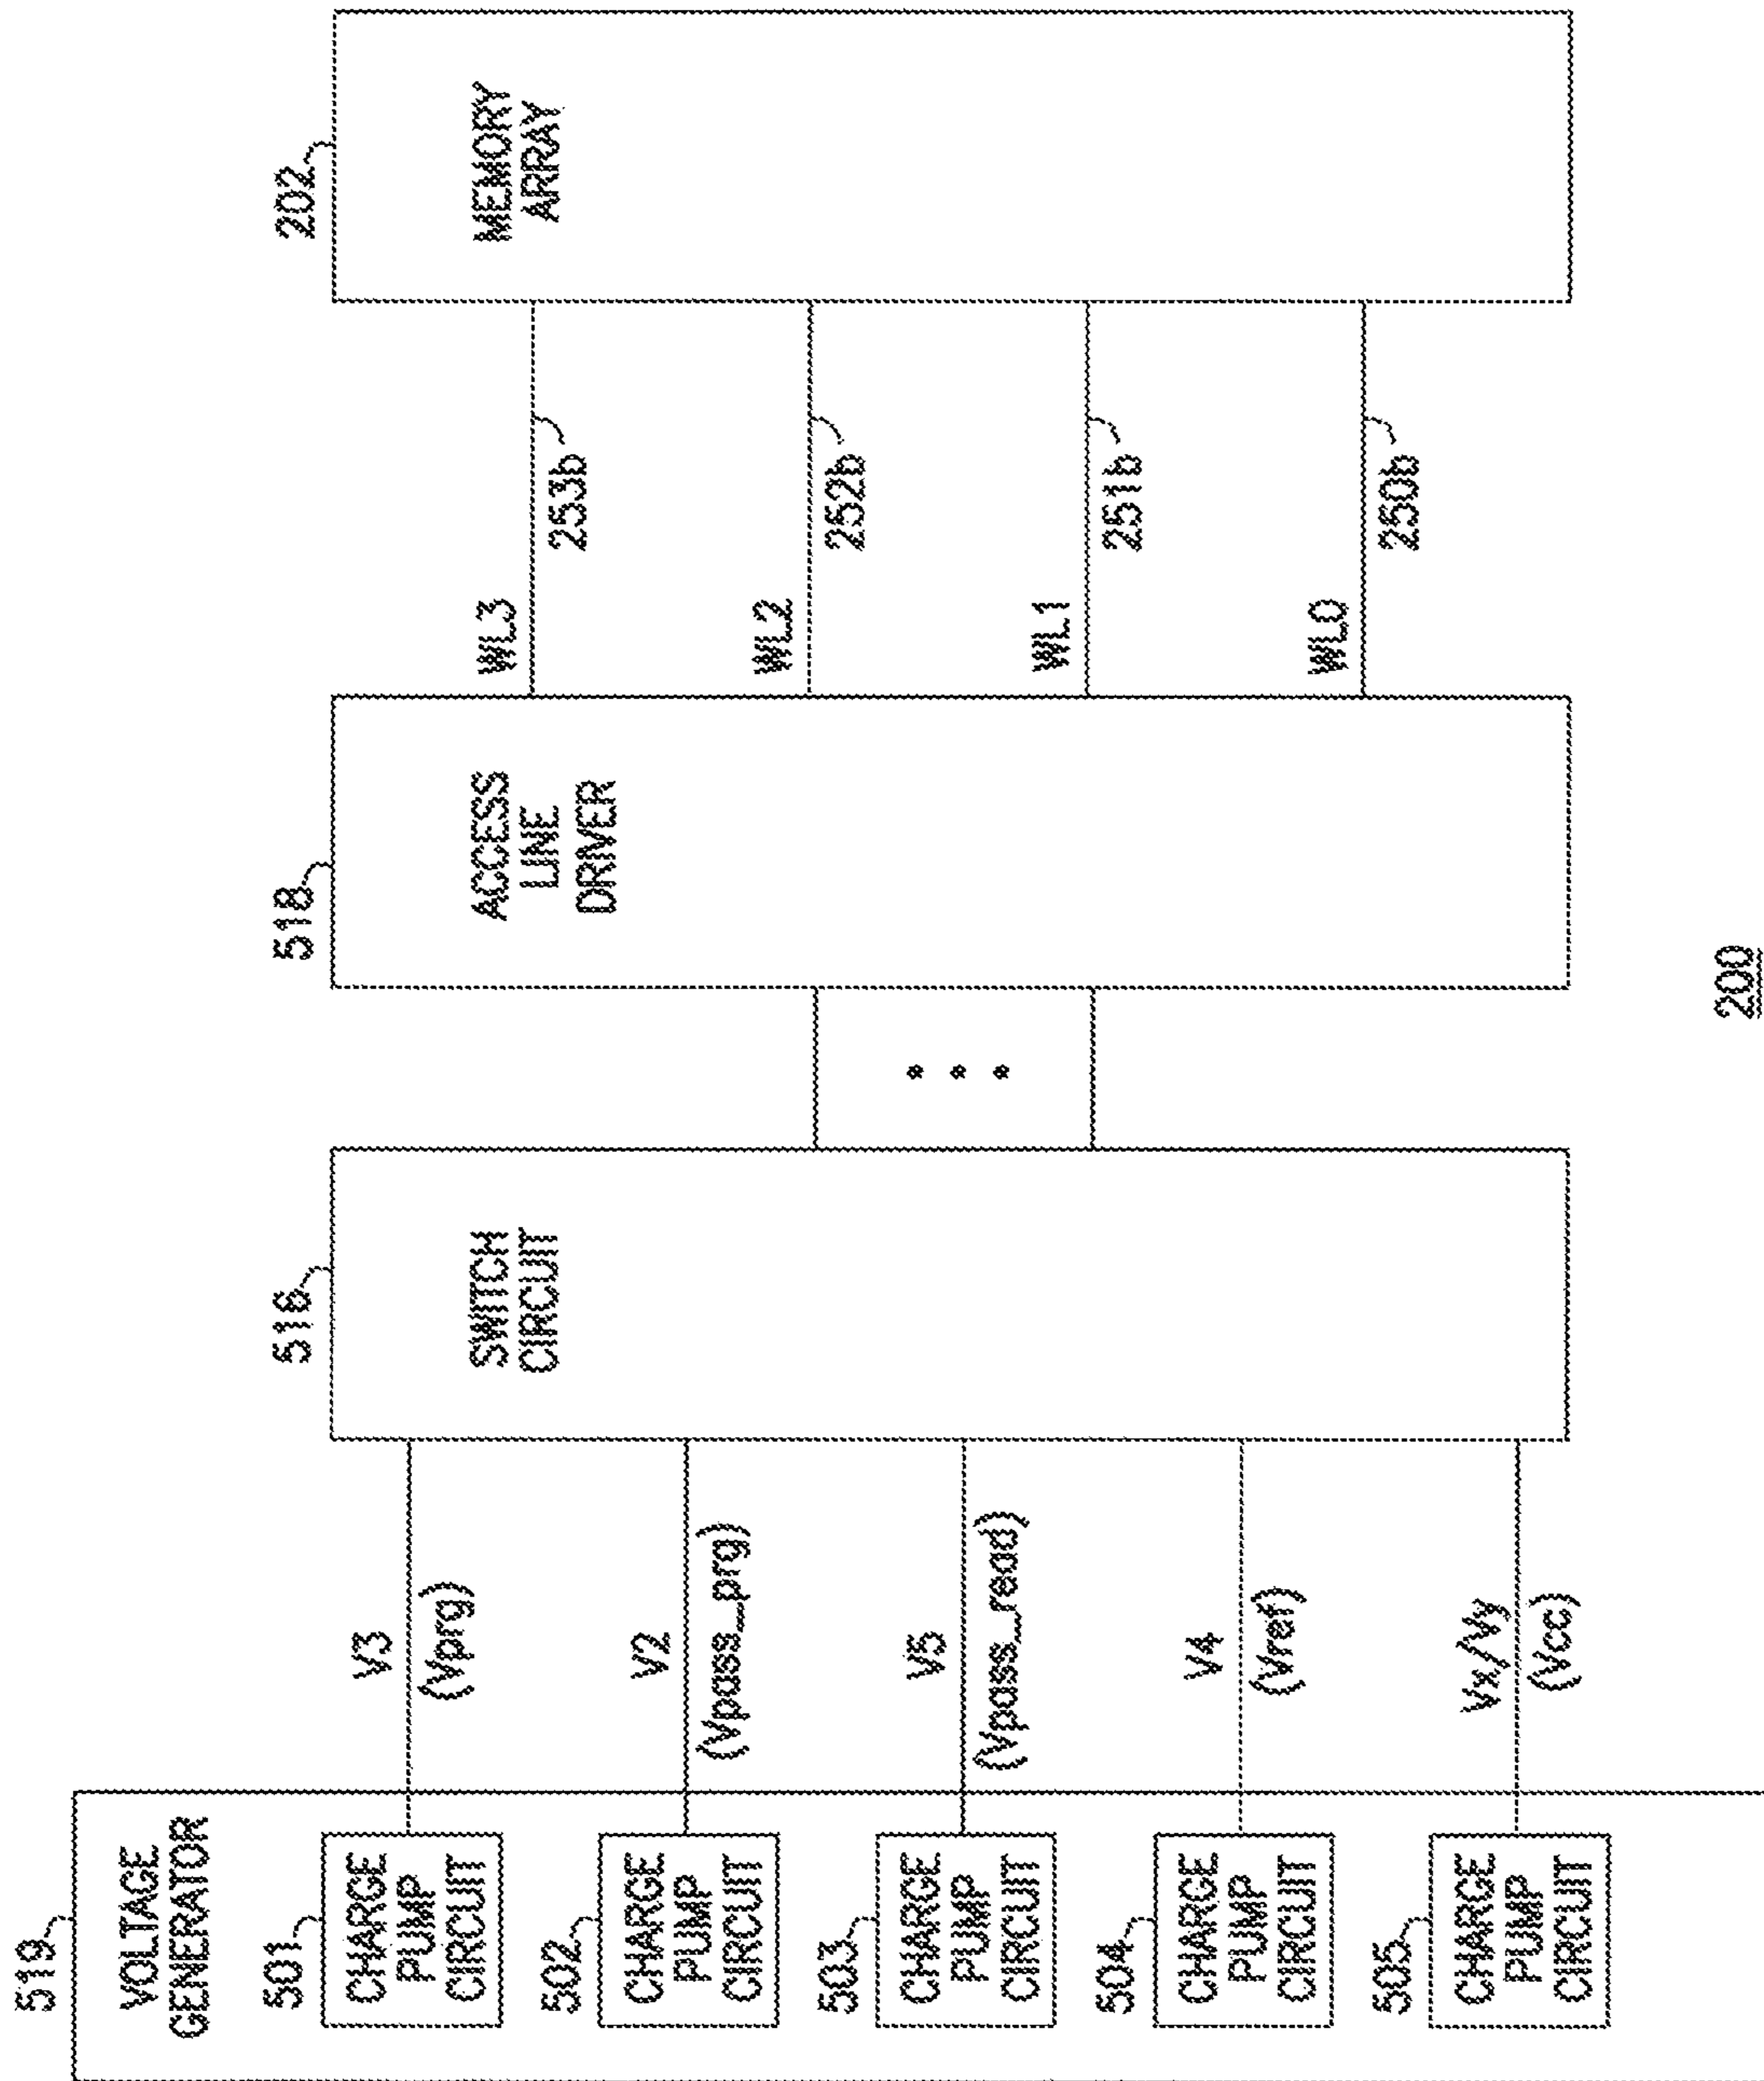 519
VOLTAGE
GENERATOR
501
CHARGE
PUMP
CIRCUIT
502
CHARGE
PUMP
CIRCUIT
503
CHARGE
PUMP
CIRCUIT
504
CHARGE
PUMP
CIRCUIT
505
CHARGE
PUMP
CIRCUIT
V3
(Vprg)
V2
(Vpass_prg)
V5
(Vpass_read)
V4
(Vref)
Vx/Vy
(Vcc)
516
SWITCH
CIRCUIT
518
ACCESS
LINE
DRIVER
WL3
253b
WL2
252b
WL1
251b
WL0
250b
202
MEMORY
ARRAY
200